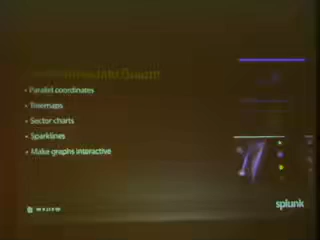 • Parallel coordinates
• Treemaps
• Sector charts
• Sparklines
• Make graphs interactive
splunk